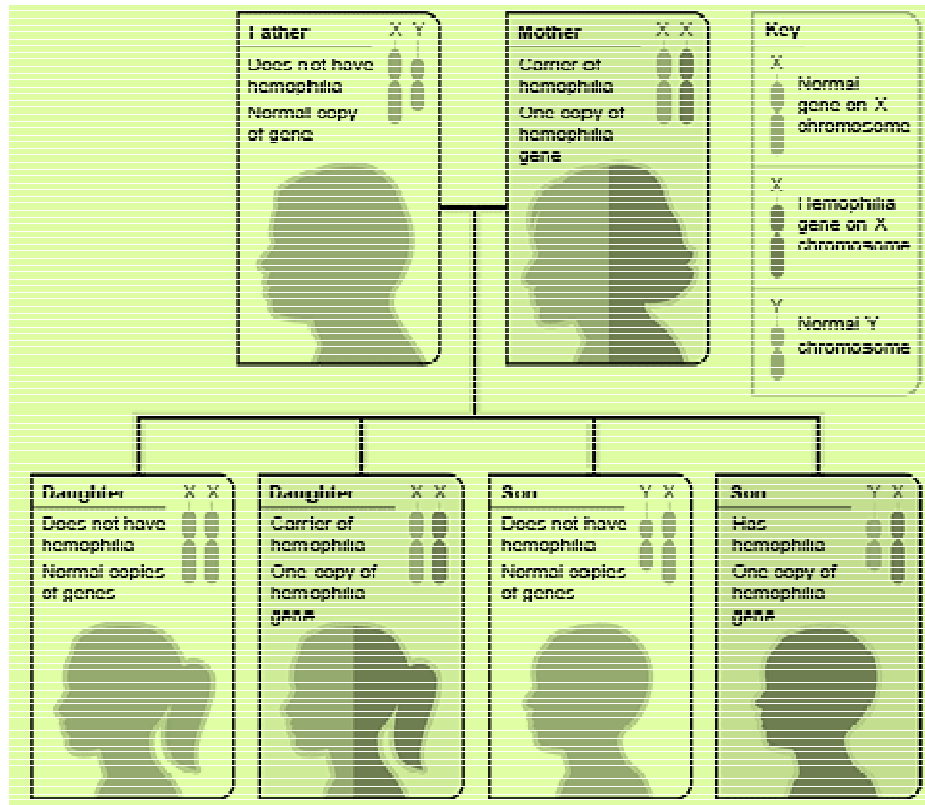 Father
X Y
Does not have
hemophilia
Normal copy
of gene
Mother
X X
Carrier of
hemophilia
One copy of
hemophilia
gene
Key
X
Normal
gene on X
chromosome
X
Hemophilia
gene on X
chromosome
Y
Normal Y
chromosome
Daughter
X X
Does not have
hemophilia
Normal copies
of genes
Daughter
X X
Carrier of
hemophilia
One copy of
hemophilia
gene
Son
Y X
Does not have
hemophilia
Normal copies
of genes
Son
Y X
Has
hemophilia
One copy of
hemophilia
gene